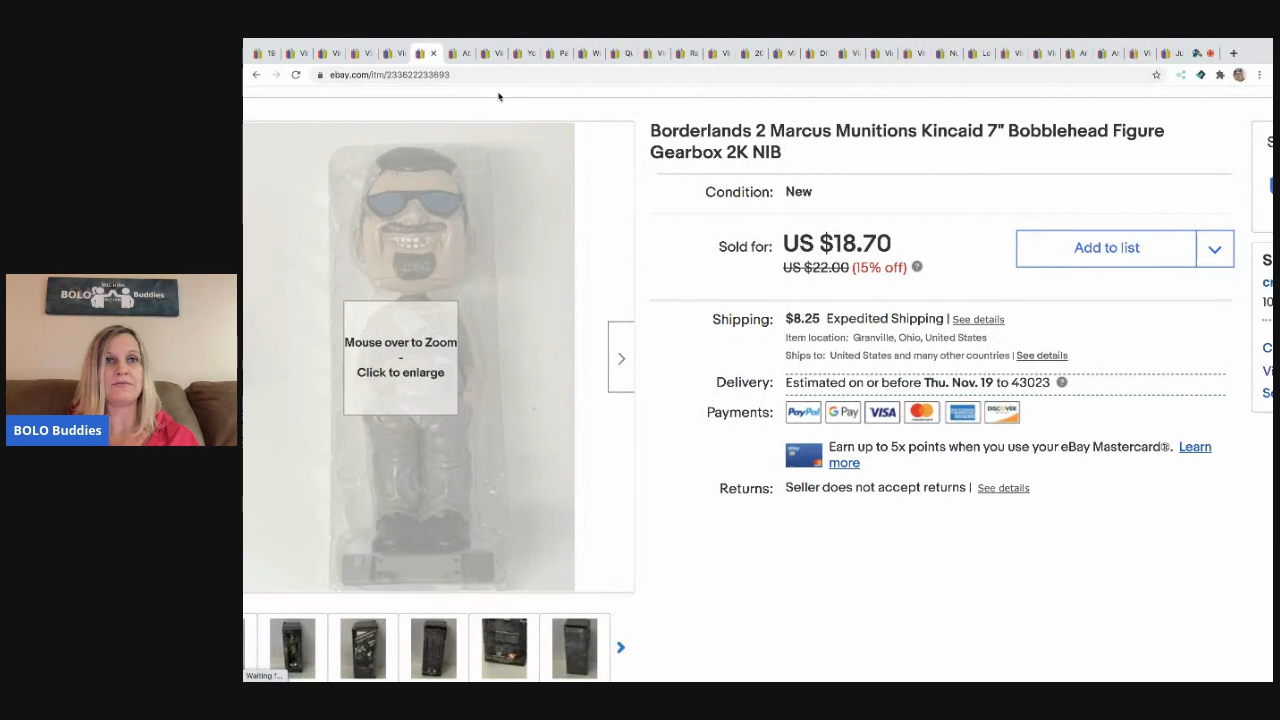 ebay.com/itm/233622233693
Borderlands 2 Marcus Munitions Kincaid 7" Bobblehead Figure
Gearbox 2K NIB
Condition: New
Sold for: US $18.70
US $22.00 (15% off)
Add to list
Shipping: $8.25 Expedited Shipping | See details
Item location: Granville, Ohio, United States
Ships to: United States and many other countries | See details
Delivery: Estimated on or before Thu. Nov. 19 to 43023
Payments: PayPal G Pay VISA DISCOVER
Earn up to 5x points when you use your eBay Mastercard®. Learn
more
Returns: Seller does not accept returns | See details
Mouse over to Zoom
-
Click to enlarge
Waiting f...
BOLO Buddies
BOLO Buddies